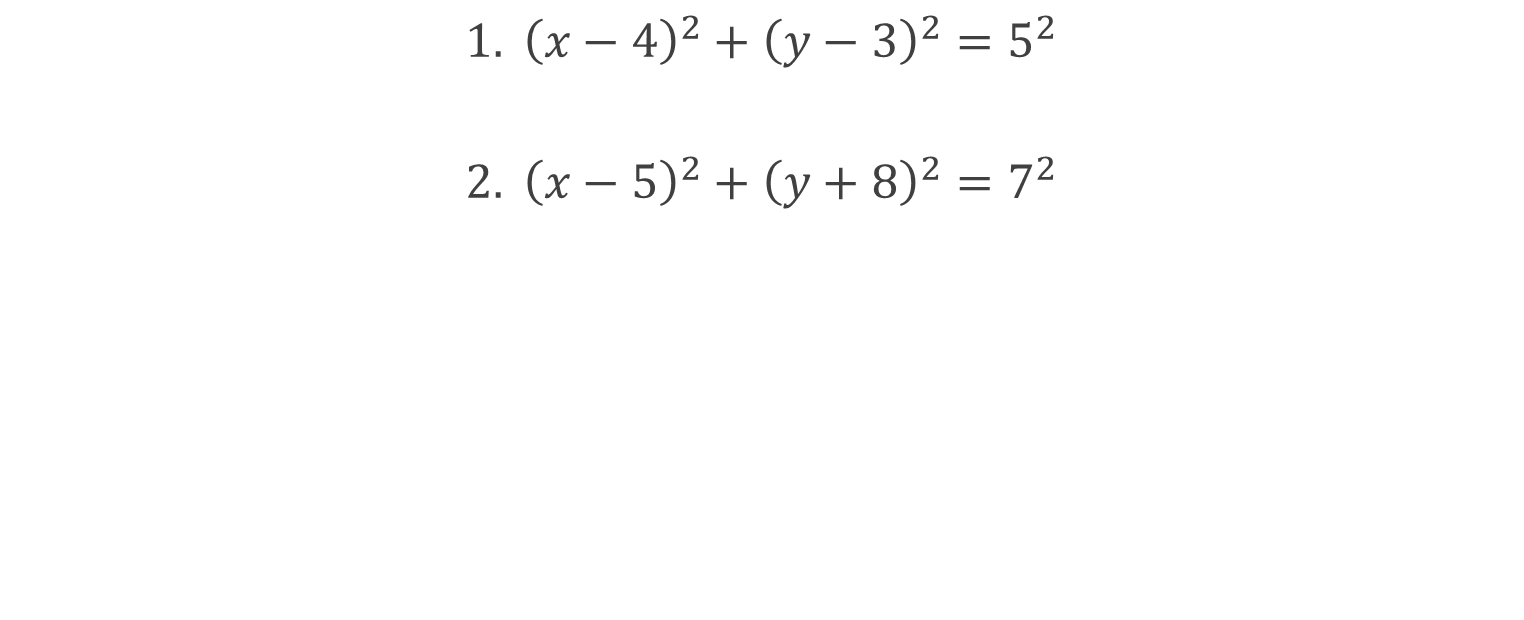 1. (x − 4)² + (y − 3)² = 5²
2. (x − 5)² + (y + 8)² = 7²